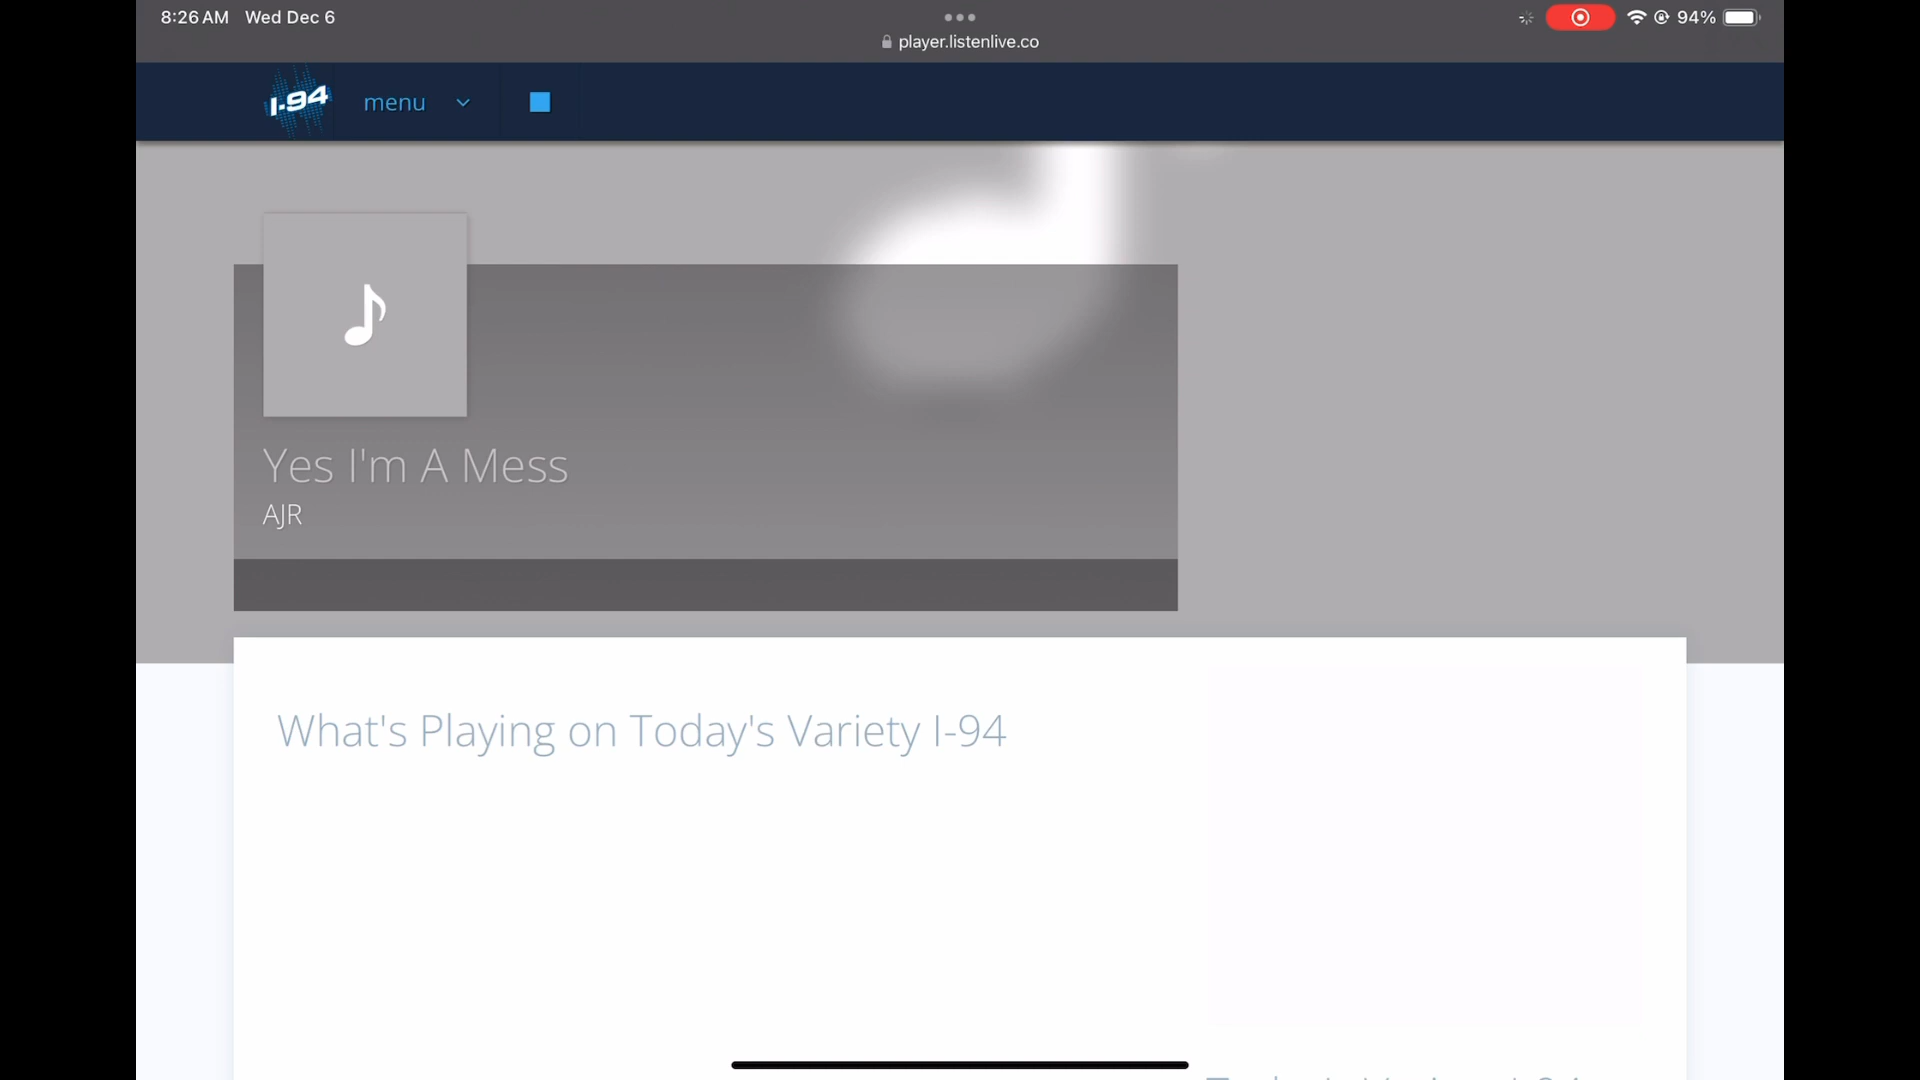 8:26 AM Wed Dec 6
94%
player.listenlive.co
I-94
menu
Yes I'm A Mess
AJR
What's Playing on Today's Variety I-94